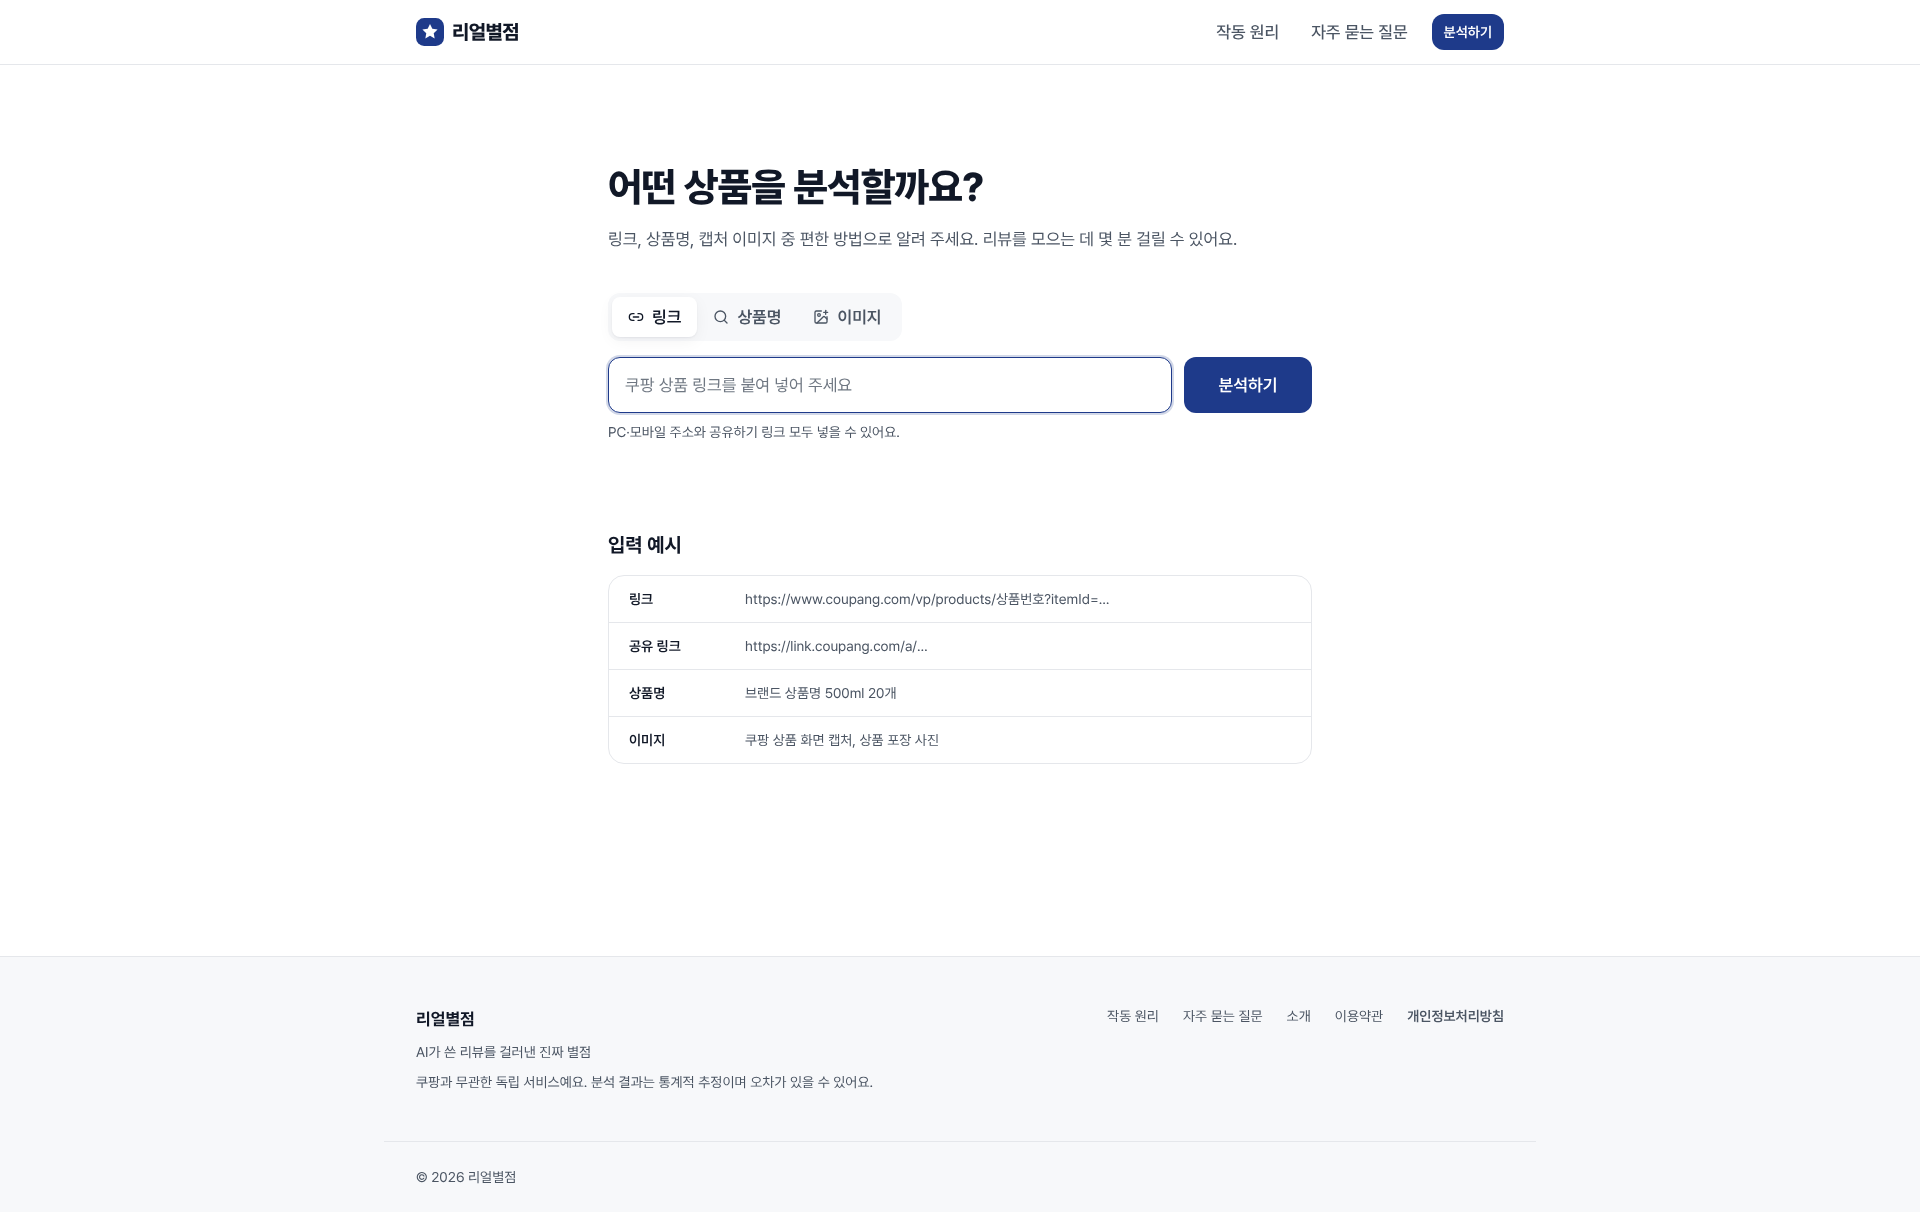 리얼별점
작동 원리
자주 묻는 질문
분석하기
어떤 상품을 분석할까요?
링크, 상품명, 캡처 이미지 중 편한 방법으로 알려 주세요. 리뷰를 모으는 데 몇 분 걸릴 수 있어요.
링크
상품명
이미지
쿠팡 상품 링크를 붙여 넣어 주세요
분석하기
PC·모바일 주소와 공유하기 링크 모두 넣을 수 있어요.
입력 예시
링크 https://www.coupang.com/vp/products/상품번호?itemId=…
공유 링크 https://link.coupang.com/a/…
상품명 브랜드 상품명 500ml 20개
이미지 쿠팡 상품 화면 캡처, 상품 포장 사진
리얼별점
작동 원리
자주 묻는 질문
소개
이용약관
개인정보처리방침
AI가 쓴 리뷰를 걸러낸 진짜 별점
쿠팡과 무관한 독립 서비스예요. 분석 결과는 통계적 추정이며 오차가 있을 수 있어요.
© 2026 리얼별점